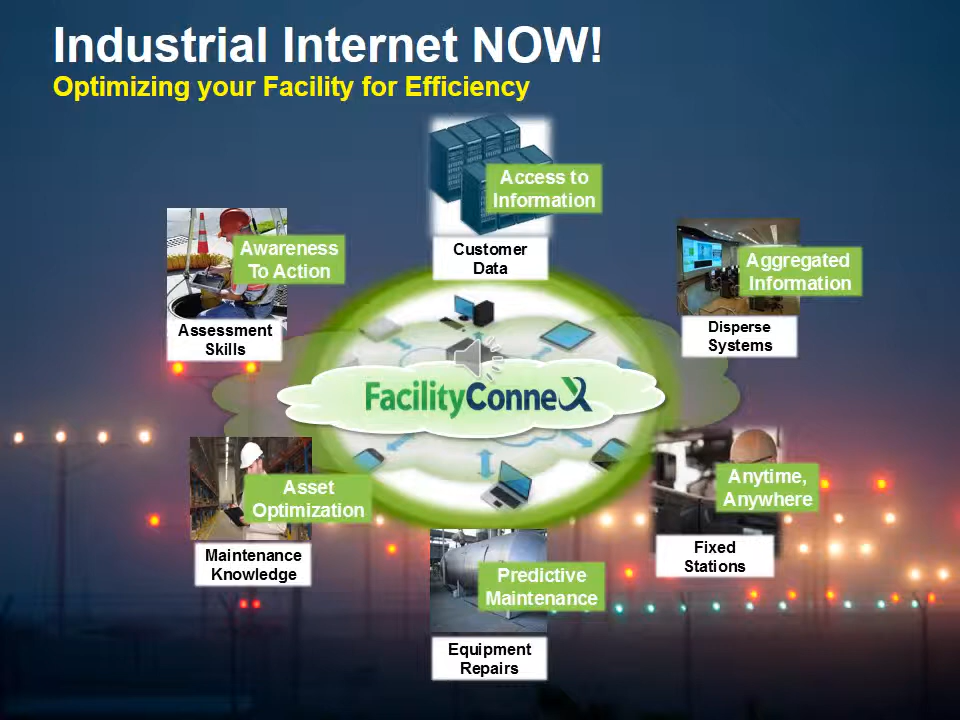 Industrial Internet NOW!
Optimizing your Facility for Efficiency
Access to
Information
Customer
Data
Awareness
To Action
Assessment
Skills
Aggregated
Information
Disperse
Systems
FacilityConneX
Asset
Optimization
Maintenance
Knowledge
Anytime,
Anywhere
Fixed
Stations
Predictive
Maintenance
Equipment
Repairs